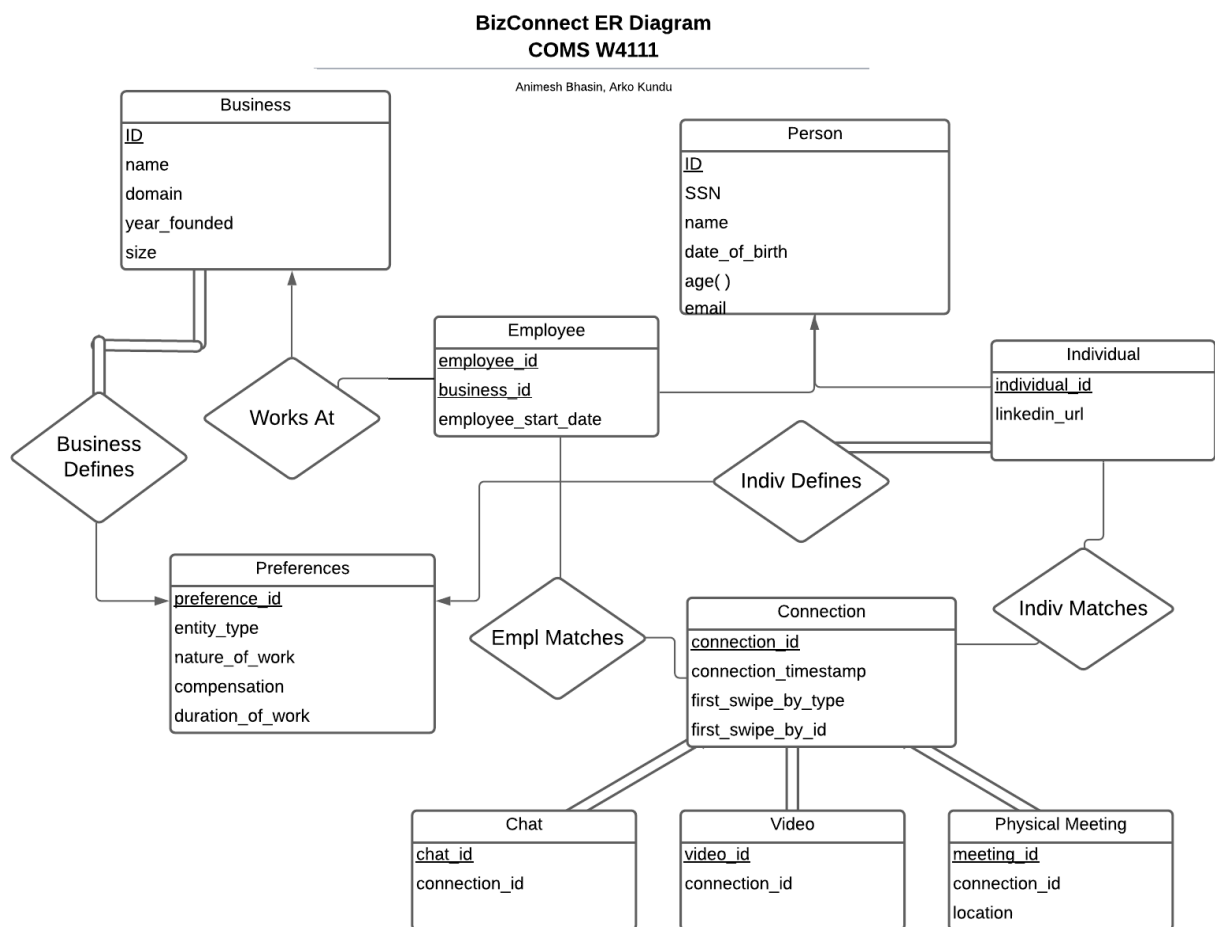 BizConnect ER Diagram
COMS W4111
Animesh Bhasin, Arko Kundu
Business
ID
name
domain
year_founded
size
Person
ID
SSN
name
date_of_birth
age( )
email
Employee
employee_id
business_id
employee_start_date
Individual
individual_id
linkedin_url
Works At
Business
Defines
Indiv Defines
Preferences
preference_id
entity_type
nature_of_work
compensation
duration_of_work
Empl Matches
Indiv Matches
Connection
connection_id
connection_timestamp
first_swipe_by_type
first_swipe_by_id
Chat
chat_id
connection_id
Video
video_id
connection_id
Physical Meeting
meeting_id
connection_id
location